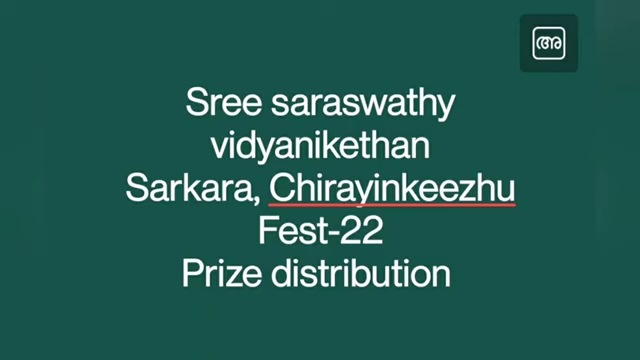 അ
Sree saraswathy
vidyanikethan
Sarkara, Chirayinkeezhu
Fest-22
Prize distribution